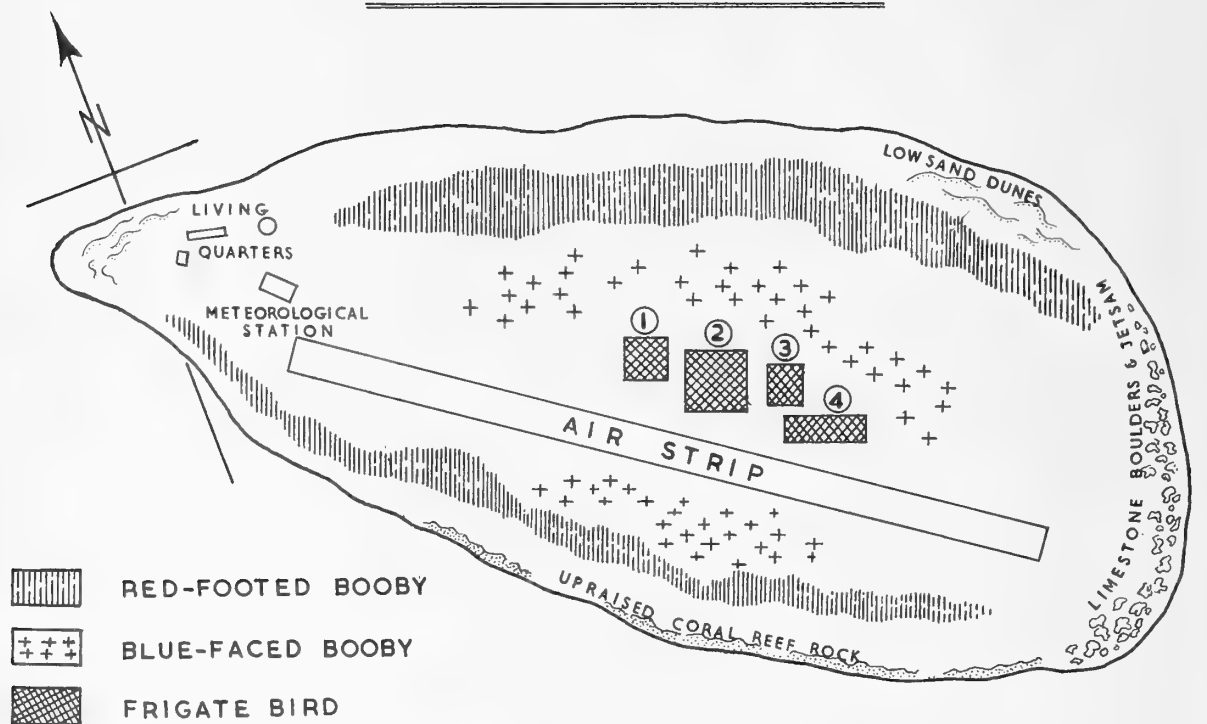 N
LOW SAND DUNES
LIVING
QUARTERS
METEOROLOGICAL
STATION
1
2
3
4
AIR STRIP
LIMESTONE BOULDERS & JETSAM
UPRAISED CORAL REEF ROCK
RED-FOOTED BOOBY
BLUE-FACED BOOBY
FRIGATE BIRD